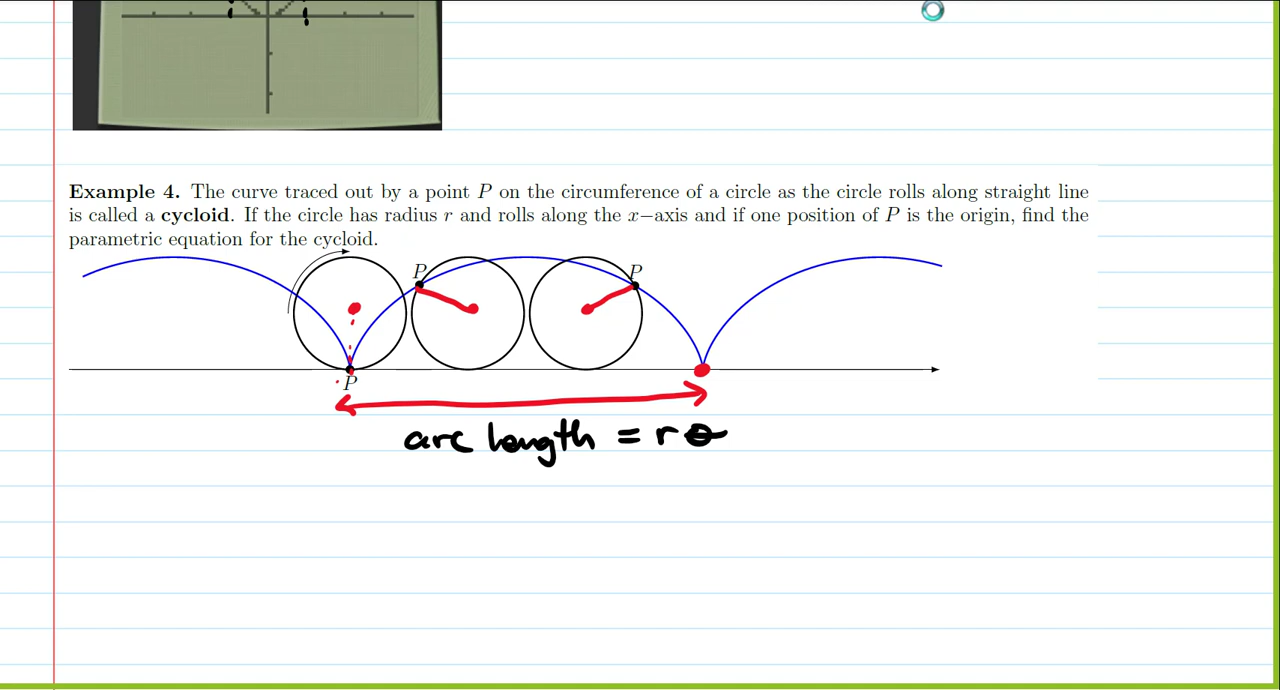 Example 4. The curve traced out by a point P on the circumference of a circle as the circle rolls along straight line
is called a cycloid. If the circle has radius r and rolls along the x−axis and if one position of P is the origin, find the
parametric equation for the cycloid.
P
P
P
arc length = rθ